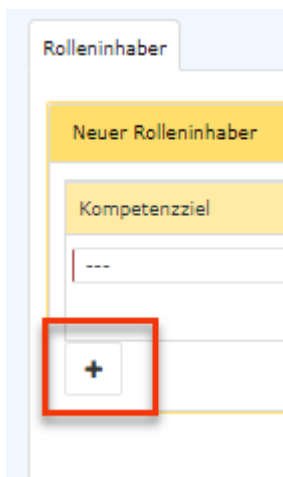 Rolleninhaber
Neuer Rolleninhaber
Kompetenzziel
---
+